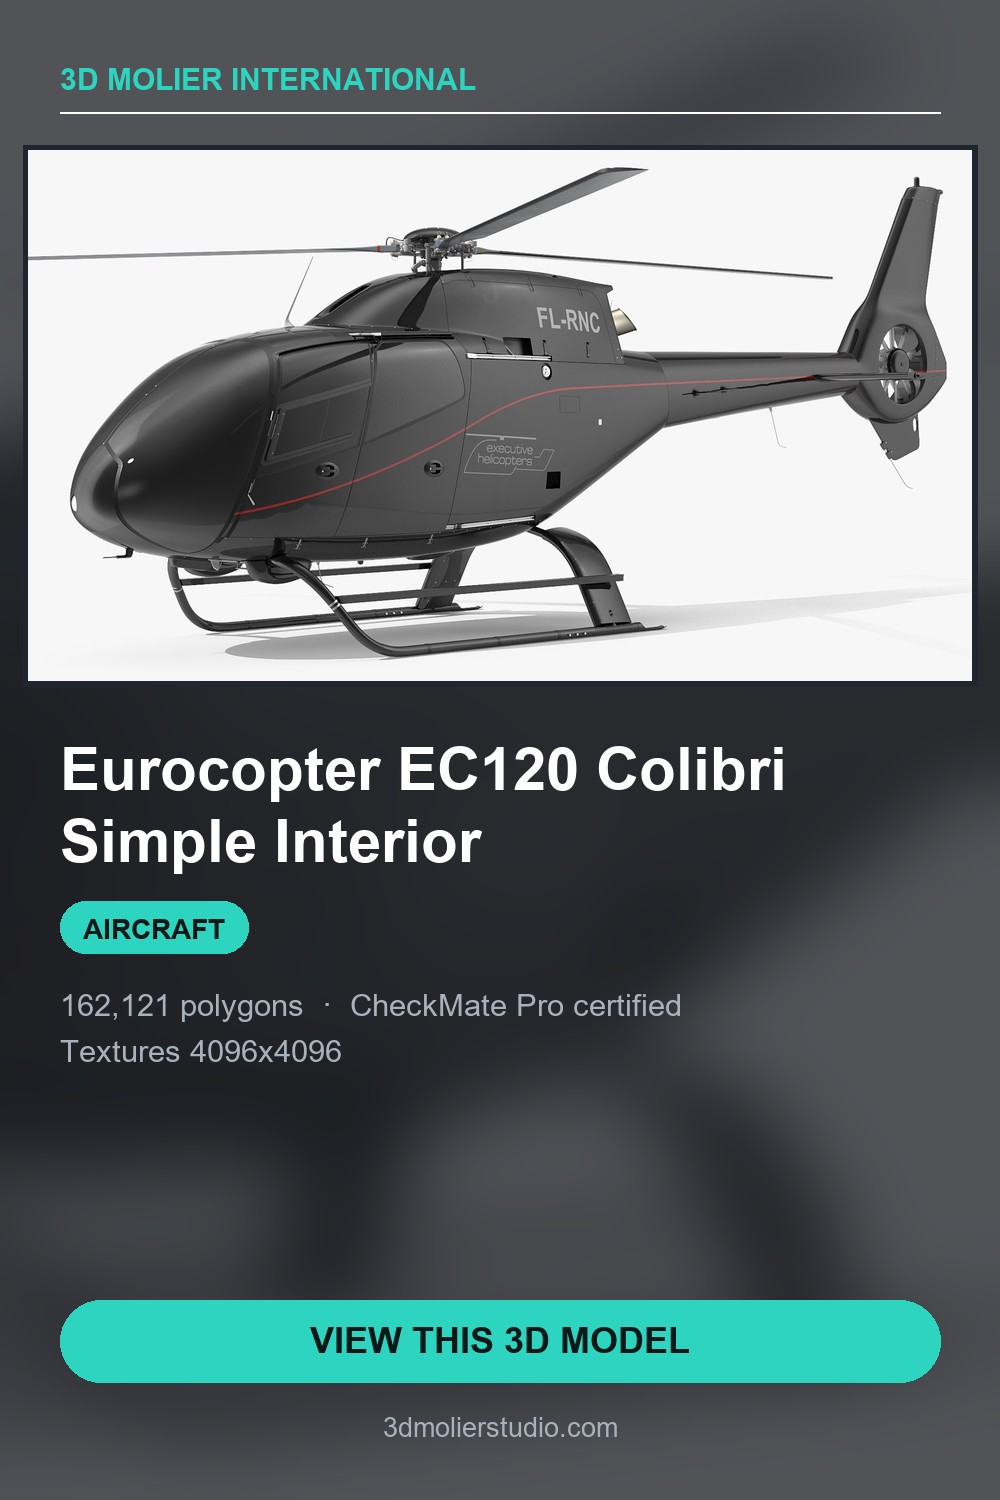 3D MOLIER INTERNATIONAL
FL-RNC
executive
helicopters
Eurocopter EC120 Colibri
Simple Interior
AIRCRAFT
162,121 polygons · CheckMate Pro certified
Textures 4096x4096
VIEW THIS 3D MODEL
3dmolierstudio.com